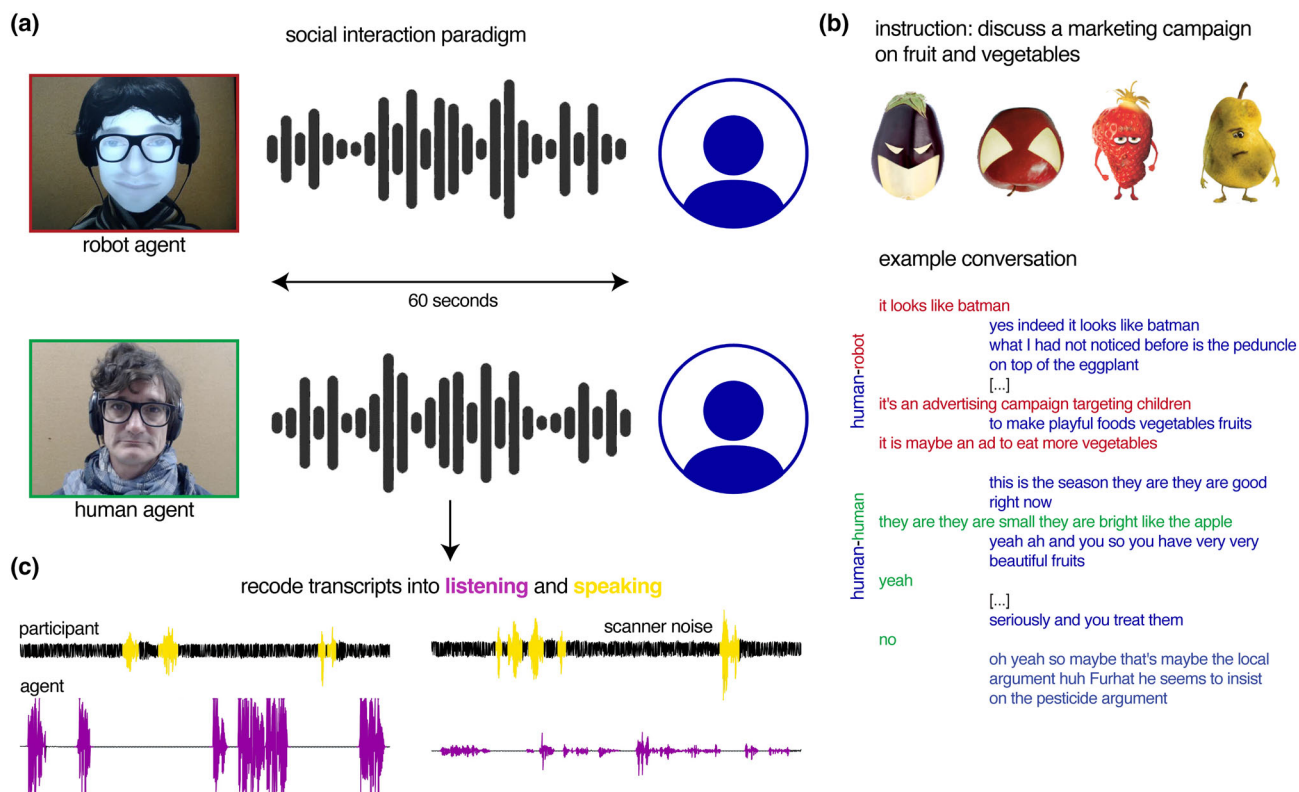 (a)
social interaction paradigm
robot agent
60 seconds
human agent
(b)
instruction: discuss a marketing campaign
on fruit and vegetables
example conversation
human-robot
it looks like batman
yes indeed it looks like batman
what I had not noticed before is the peduncle
on top of the eggplant
[...]
it's an advertising campaign targeting children
to make playful foods vegetables fruits
it is maybe an ad to eat more vegetables
human-human
this is the season they are they are good
right now
they are they are small they are bright like the apple
yeah ah and you so you have very very
beautiful fruits
yeah
[...]
seriously and you treat them
no
oh yeah so maybe that's maybe the local
argument huh Furhat he seems to insist
on the pesticide argument
(c)
recode transcripts into listening and speaking
participant
scanner noise
agent